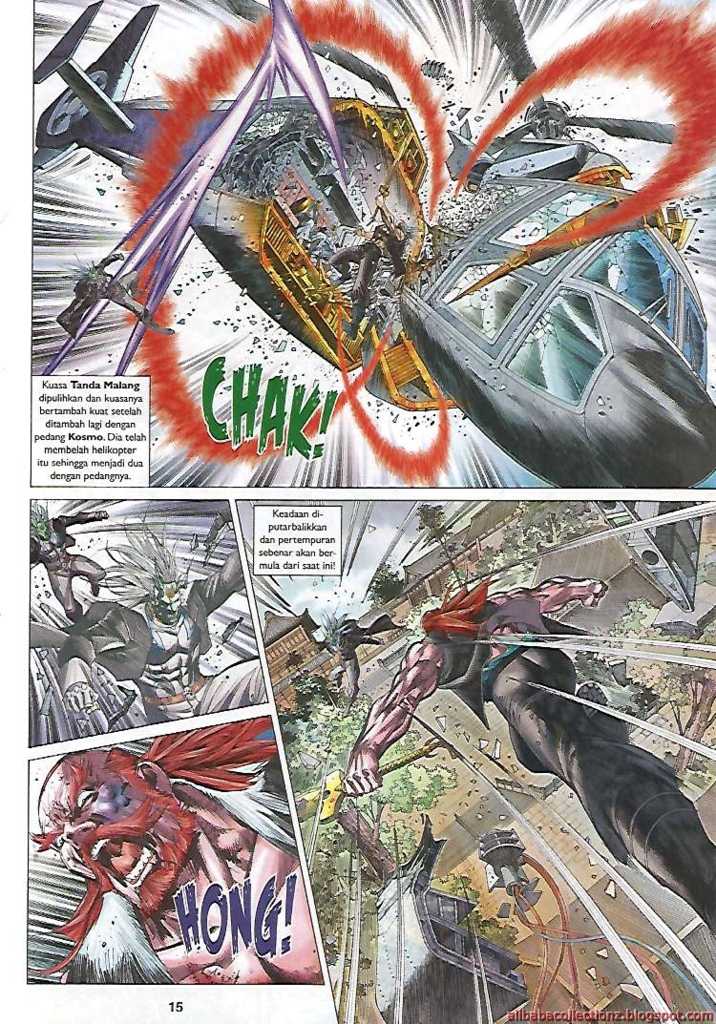 Kuasa Tanda Malang
dipulihkan dan kuasanya
bertambah kuat setelah
ditambah lagi dengan
pedang Kosmo. Dia telah
membelah helikopter
itu sehingga menjadi dua
dengan pedangnya.
CHAK!
Keadaan di-
putarbalikkan
dan pertempuran
sebenar akan ber-
mula dari saat ini!
HONG!
15
alibabacollectionz.blogspot.com